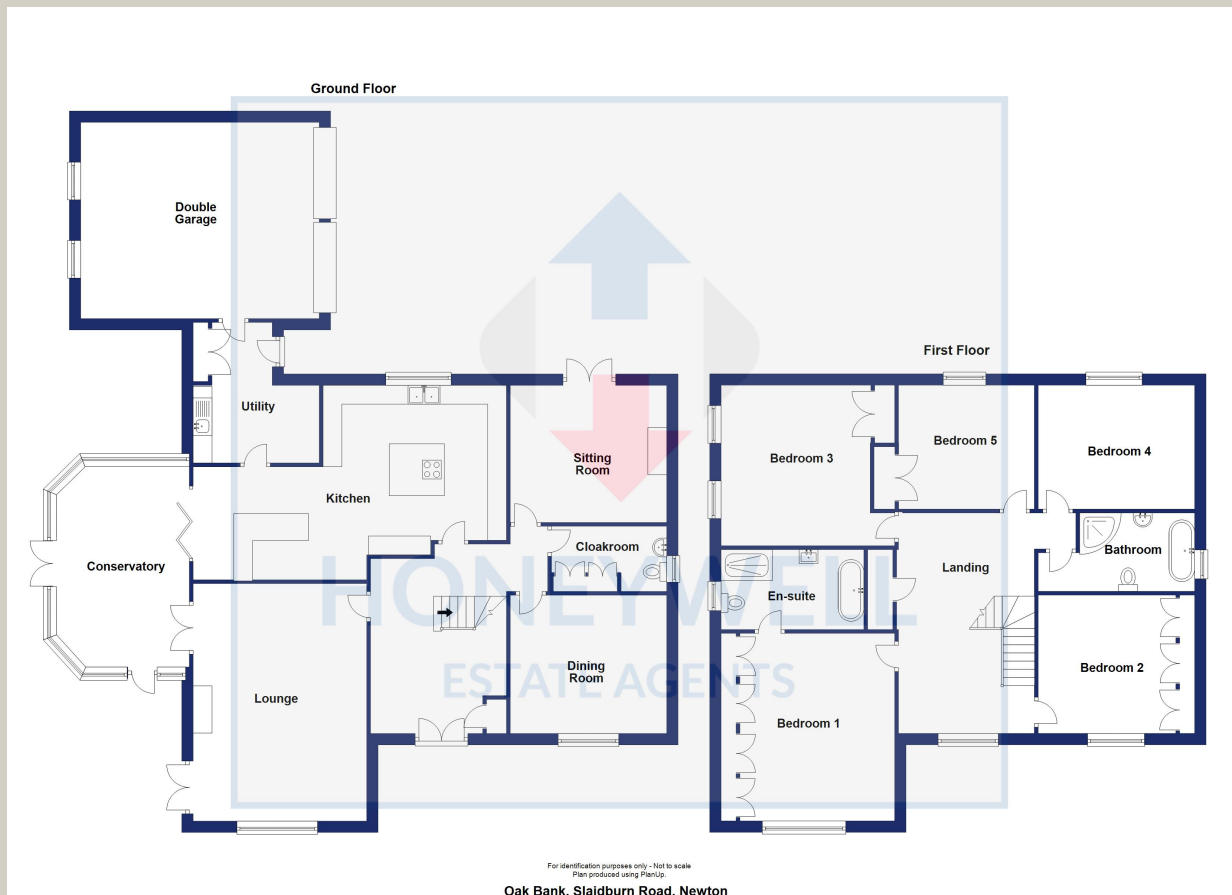 Ground Floor
Double
Garage
First Floor
Utility
Bedroom 5
Bedroom 3
Bedroom 4
Sitting
Room
Kitchen
Cloakroom
Bathroom
Conservatory
Landing
En-suite
HONEYWELL
ESTATE AGENTS
Dining
Room
Bedroom 2
Lounge
Bedroom 1
For identification purposes only - Not to scale
Plan produced using PlanUp.
Oak Bank, Slaidburn Road, Newton